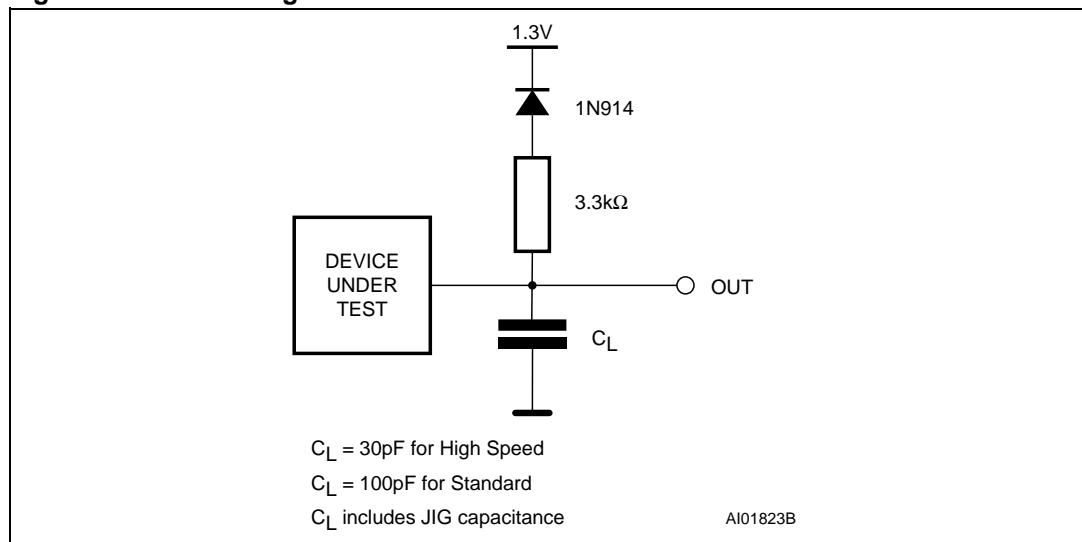 1.3V
1N914
3.3kΩ
DEVICE
UNDER
TEST
OUT
CL
CL = 30pF for High Speed
CL = 100pF for Standard
CL includes JIG capacitance
AI01823B